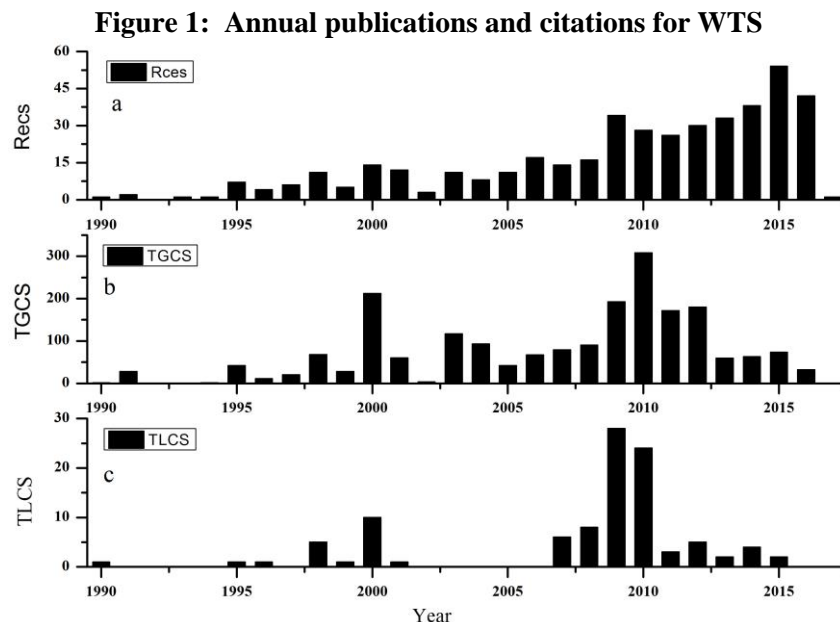 Figure 1: Annual publications and citations for WTS
60
45
30
15
0
Recs
Rces
a
1990 1995 2000 2005 2010 2015
300
200
100
0
TGCS
TGCS
b
1990 1995 2000 2005 2010 2015
30
20
10
0
TLCS
TLCS
c
1990 1995 2000 2005 2010 2015
Year